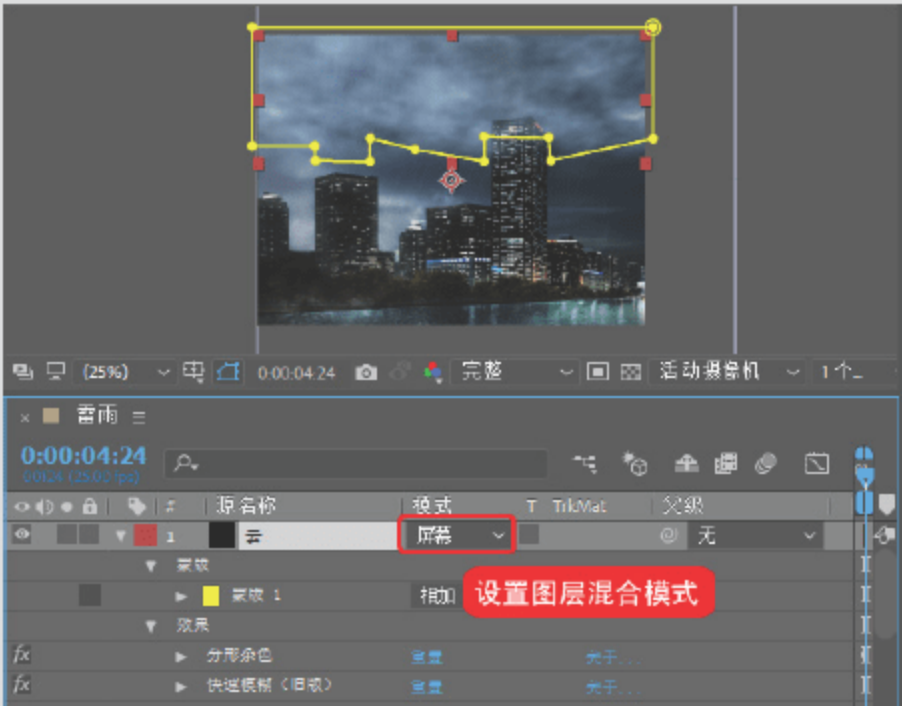 (25%) 0:00:04:24 完整 活动摄像机 1个_
× 雷雨 ≡
0:00:04:24
00124 (25.00 fps)
# 源名称 模式 T TrkMat 父级
1 云 屏幕 无
蒙版
蒙版 1 相加 设置图层混合模式
效果
fx 分形杂色 重置 关于...
fx 快速模糊（旧版） 重置 关于...